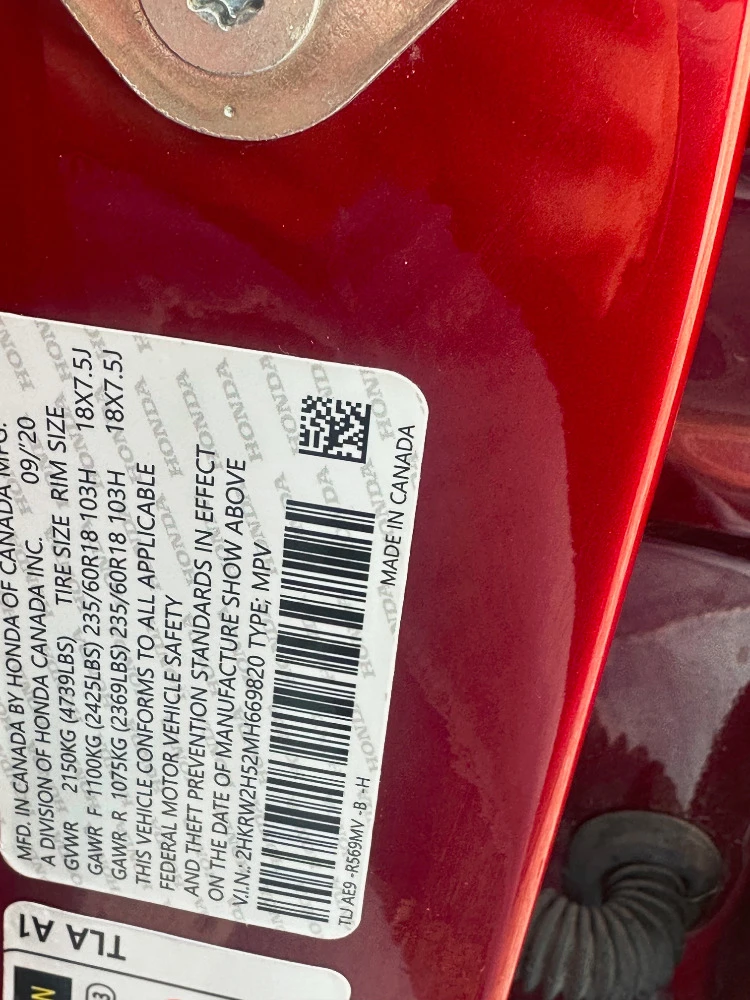 MFD. IN CANADA BY HONDA OF CANADA MFG.
A DIVISION OF HONDA CANADA INC. 09/'20
GVWR 2150KG (4739LBS) TIRE SIZE RIM SIZE
GAWR F 1100KG (2425LBS) 235/60R18 103H 18X7.5J
GAWR R 1075KG (2369LBS) 235/60R18 103H 18X7.5J
THIS VEHICLE CONFORMS TO ALL APPLICABLE
FEDERAL MOTOR VEHICLE SAFETY
AND THEFT PREVENTION STANDARDS IN EFFECT
ON THE DATE OF MANUFACTURE SHOW ABOVE
V.I.N.: 2HKRW2H52MH669820 TYPE: MPV
TLJ AE9 -R569MV -B -H
MADE IN CANADA
TLA A1